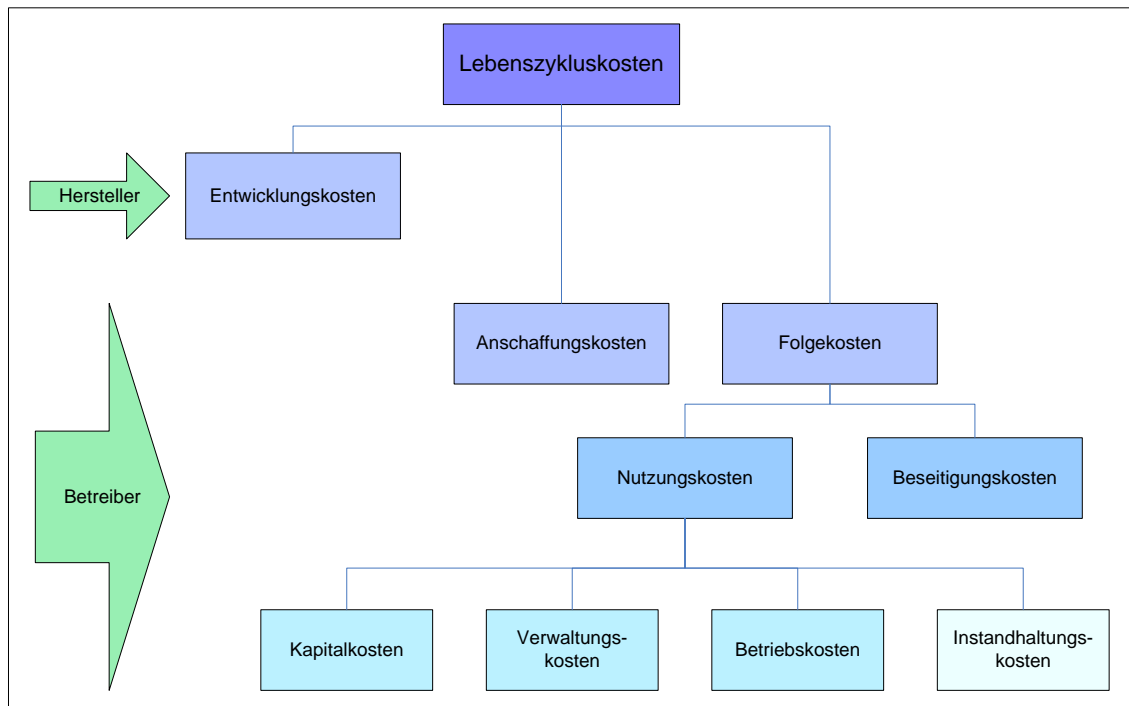 Lebenszykluskosten
Hersteller
Entwicklungskosten
Anschaffungskosten
Folgekosten
Betreiber
Nutzungskosten
Beseitigungskosten
Kapitalkosten
Verwaltungs-
kosten
Betriebskosten
Instandhaltungs-
kosten